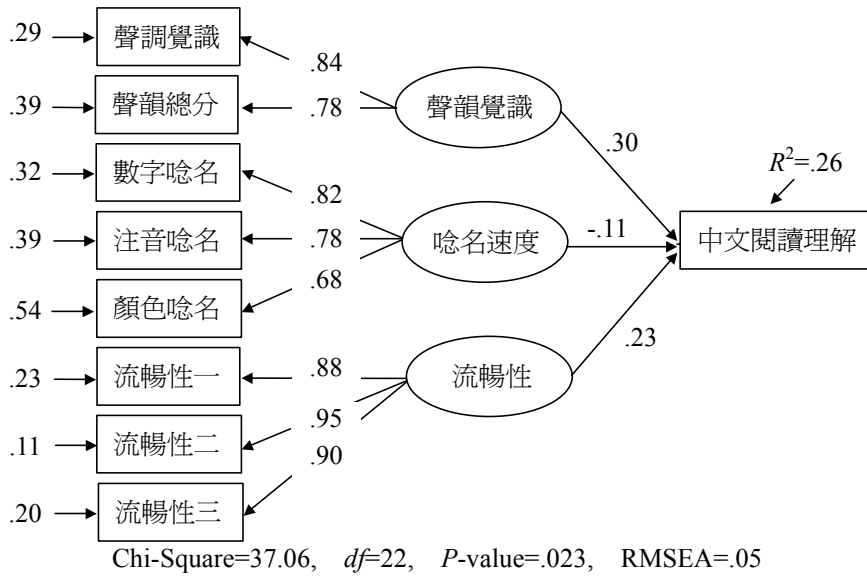 .29 聲調覺識 .84
.39 聲韻總分 .78 聲韻覺識 .30
.32 數字唸名 .82 R²=.26
.39 注音唸名 .78 唸名速度 -.11 中文閱讀理解
.54 顏色唸名 .68
.23 流暢性一 .88 流暢性 .23
.11 流暢性二 .95
.20 流暢性三 .90
Chi-Square=37.06, df=22, P-value=.023, RMSEA=.05